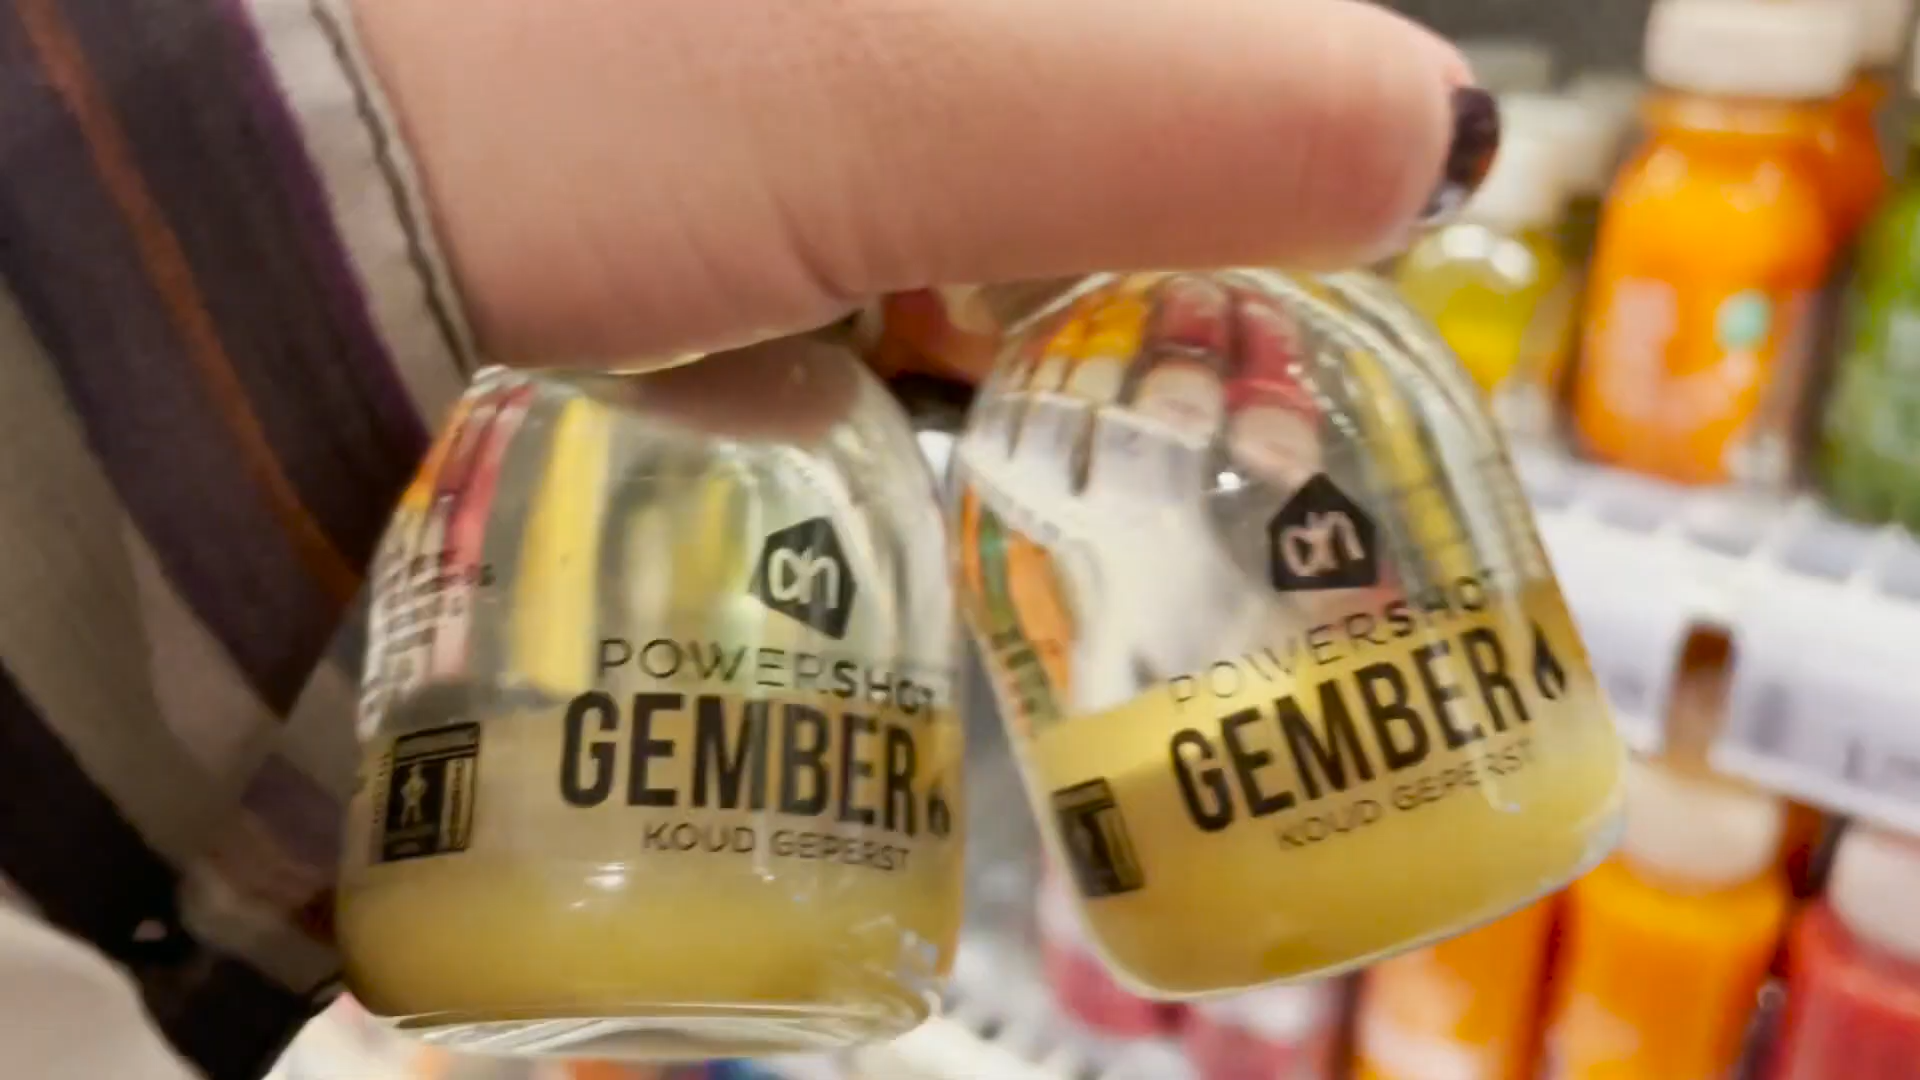 ah
POWERSHOT
GEMBER
KOUD GEPERST
ah
POWERSHOT
GEMBER
KOUD GEPERST